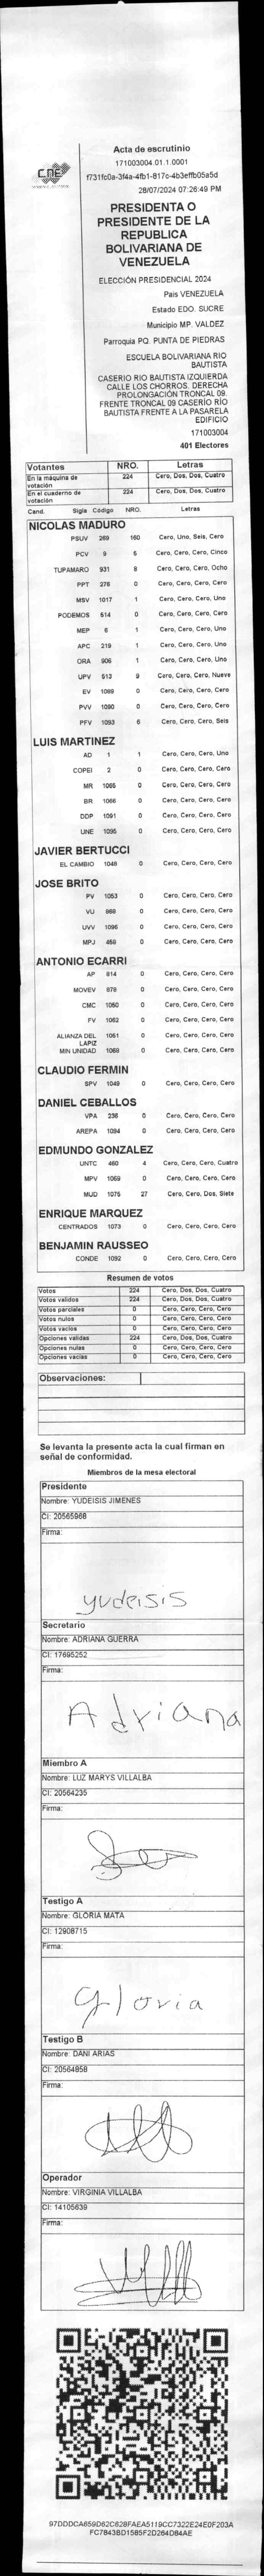 CNE
Acta de escrutinio
171003004.01.1.0001
f731fc0a-3f4a-4fb1-817c-4b3effb05a5d
28/07/2024 07:26:49 PM
PRESIDENTA O
PRESIDENTE DE LA
REPUBLICA
BOLIVARIANA DE
VENEZUELA
ELECCIÓN PRESIDENCIAL 2024
País VENEZUELA
Estado EDO. SUCRE
Municipio MP. VALDEZ
Parroquia PQ. PUNTA DE PIEDRAS
ESCUELA BOLIVARIANA RIO
BAUTISTA
CASERIO RIO BAUTISTA IZQUIERDA
CALLE LOS CHORROS. DERECHA
PROLONGACIÓN TRONCAL 09.
FRENTE TRONCAL 09 CASERÍO RÍO
BAUTISTA FRENTE A LA PASARELA
EDIFICIO
171003004
401 Electores
Votantes NRO. Letras
En la máquina de votación 224 Cero, Dos, Dos, Cuatro
En el cuaderno de votación 224 Cero, Dos, Dos, Cuatro
Cand. Sigla Código NRO. Letras
NICOLAS MADURO
PSUV 269 160 Cero, Uno, Seis, Cero
PCV 9 5 Cero, Cero, Cero, Cinco
TUPAMARO 931 8 Cero, Cero, Cero, Ocho
PPT 276 0 Cero, Cero, Cero, Cero
MSV 1017 1 Cero, Cero, Cero, Uno
PODEMOS 514 0 Cero, Cero, Cero, Cero
MEP 6 1 Cero, Cero, Cero, Uno
APC 219 1 Cero, Cero, Cero, Uno
ORA 906 1 Cero, Cero, Cero, Uno
UPV 513 9 Cero, Cero, Cero, Nueve
EV 1089 0 Cero, Cero, Cero, Cero
PVV 1090 0 Cero, Cero, Cero, Cero
PFV 1093 6 Cero, Cero, Cero, Seis
LUIS MARTINEZ
AD 1 1 Cero, Cero, Cero, Uno
COPEI 2 0 Cero, Cero, Cero, Cero
MR 1065 0 Cero, Cero, Cero, Cero
BR 1066 0 Cero, Cero, Cero, Cero
DDP 1091 0 Cero, Cero, Cero, Cero
UNE 1095 0 Cero, Cero, Cero, Cero
JAVIER BERTUCCI
EL CAMBIO 1048 0 Cero, Cero, Cero, Cero
JOSE BRITO
PV 1053 0 Cero, Cero, Cero, Cero
VU 868 0 Cero, Cero, Cero, Cero
UVV 1096 0 Cero, Cero, Cero, Cero
MPJ 459 0 Cero, Cero, Cero, Cero
ANTONIO ECARRI
AP 814 0 Cero, Cero, Cero, Cero
MOVEV 678 0 Cero, Cero, Cero, Cero
CMC 1050 0 Cero, Cero, Cero, Cero
FV 1052 0 Cero, Cero, Cero, Cero
ALIANZA DEL LAPIZ 1051 0 Cero, Cero, Cero, Cero
MIN UNIDAD 1068 0 Cero, Cero, Cero, Cero
CLAUDIO FERMIN
SPV 1049 0 Cero, Cero, Cero, Cero
DANIEL CEBALLOS
VPA 236 0 Cero, Cero, Cero, Cero
AREPA 1094 0 Cero, Cero, Cero, Cero
EDMUNDO GONZALEZ
UNTC 460 4 Cero, Cero, Cero, Cuatro
MPV 1069 0 Cero, Cero, Cero, Cero
MUD 1075 27 Cero, Cero, Dos, Siete
ENRIQUE MARQUEZ
CENTRADOS 1073 0 Cero, Cero, Cero, Cero
BENJAMIN RAUSSEO
CONDE 1092 0 Cero, Cero, Cero, Cero
Resumen de votos
Votos 224 Cero, Dos, Dos, Cuatro
Votos validos 224 Cero, Dos, Dos, Cuatro
Votos parciales 0 Cero, Cero, Cero, Cero
Votos nulos 0 Cero, Cero, Cero, Cero
Votos vacíos 0 Cero, Cero, Cero, Cero
Opciones validas 224 Cero, Dos, Dos, Cuatro
Opciones nulas 0 Cero, Cero, Cero, Cero
Opciones vacias 0 Cero, Cero, Cero, Cero
Observaciones:
Se levanta la presente acta la cual firman en
señal de conformidad.
Miembros de la mesa electoral
Presidente
Nombre: YUDEISIS JIMENES
CI: 20565968
Firma:
yudeisis
Secretario
Nombre: ADRIANA GUERRA
CI: 17695252
Firma:
Adriana
Miembro A
Nombre: LUZ MARYS VILLALBA
CI: 20564235
Firma:
Testigo A
Nombre: GLORIA MATA
CI: 12908715
Firma:
Gloria
Testigo B
Nombre: DANI ARIAS
CI: 20564858
Firma:
Operador
Nombre: VIRGINIA VILLALBA
CI: 14105639
Firma:
97DDDCA659D62C628FAEA5119CC7322E24E0F203A
FC7843BD1585F2D264D84AE